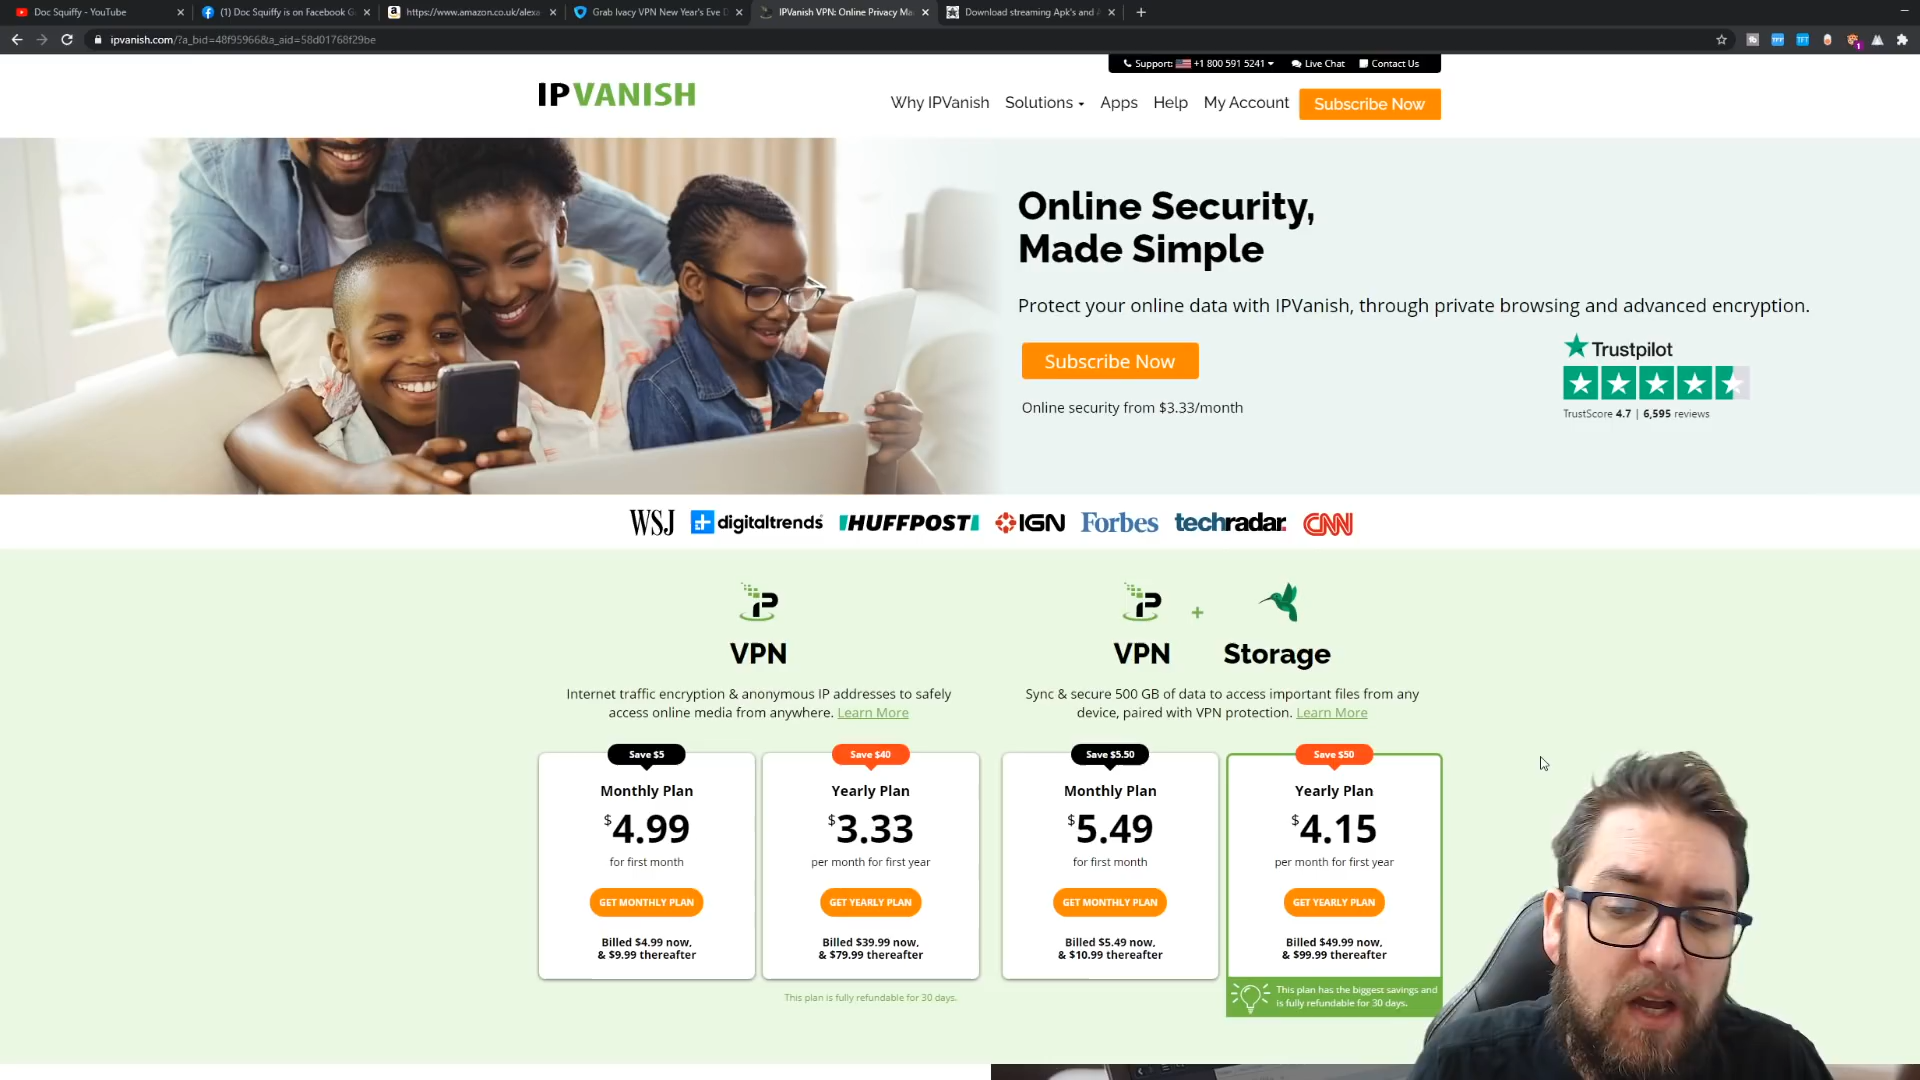 Doc Squiffy - YouTube
(1) Doc Squiffy is on Facebook G
https://www.amazon.co.uk/alexa
Grab Ivacy VPN New Year's Eve D
IPVanish VPN: Online Privacy Ma
Download streaming Apk's and
ipvanish.com/?a_bid=48f95966&a_aid=58d01768f29be
Support: +1 800 591 5241
Live Chat
Contact Us
IPVANISH
Why IPVanish
Solutions
Apps
Help
My Account
Subscribe Now
Online Security,
Made Simple
Protect your online data with IPVanish, through private browsing and advanced encryption.
Subscribe Now
Online security from $3.33/month
Trustpilot
TrustScore 4.7 | 6,595 reviews
WSJ
digitaltrends
HUFFPOST
IGN
Forbes
techradar.
CNN
VPN
Internet traffic encryption & anonymous IP addresses to safely
access online media from anywhere. Learn More
VPN + Storage
Sync & secure 500 GB of data to access important files from any
device, paired with VPN protection. Learn More
Save $5
Monthly Plan
$4.99
for first month
GET MONTHLY PLAN
Billed $4.99 now,
& $9.99 thereafter
Save $40
Yearly Plan
$3.33
per month for first year
GET YEARLY PLAN
Billed $39.99 now,
& $79.99 thereafter
This plan is fully refundable for 30 days.
Save $5.50
Monthly Plan
$5.49
for first month
GET MONTHLY PLAN
Billed $5.49 now,
& $10.99 thereafter
Save $50
Yearly Plan
$4.15
per month for first year
GET YEARLY PLAN
Billed $49.99 now,
& $99.99 thereafter
This plan has the biggest savings and
is fully refundable for 30 days.